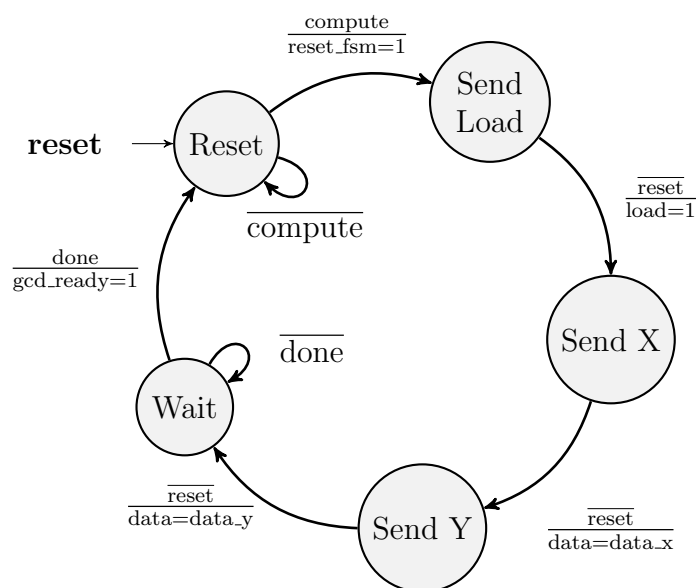 compute
reset_fsm=1
Send
Load
reset
Reset
compute
reset
load=1
done
gcd_ready=1
Send X
done
Wait
reset
data=data_y
Send Y
reset
data=data_x